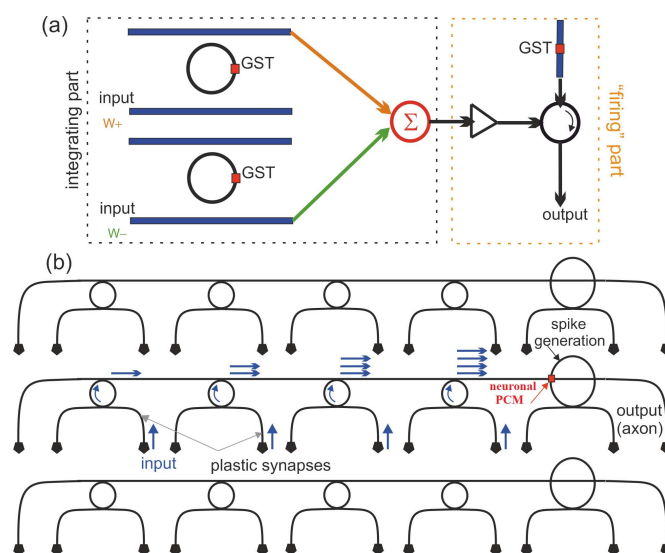 (a)
GST
input
W+
GST
input
W−
integrating part
Σ
GST
"firing" part
output
(b)
spike
generation
neuronal
PCM
output
(axon)
input
plastic synapses